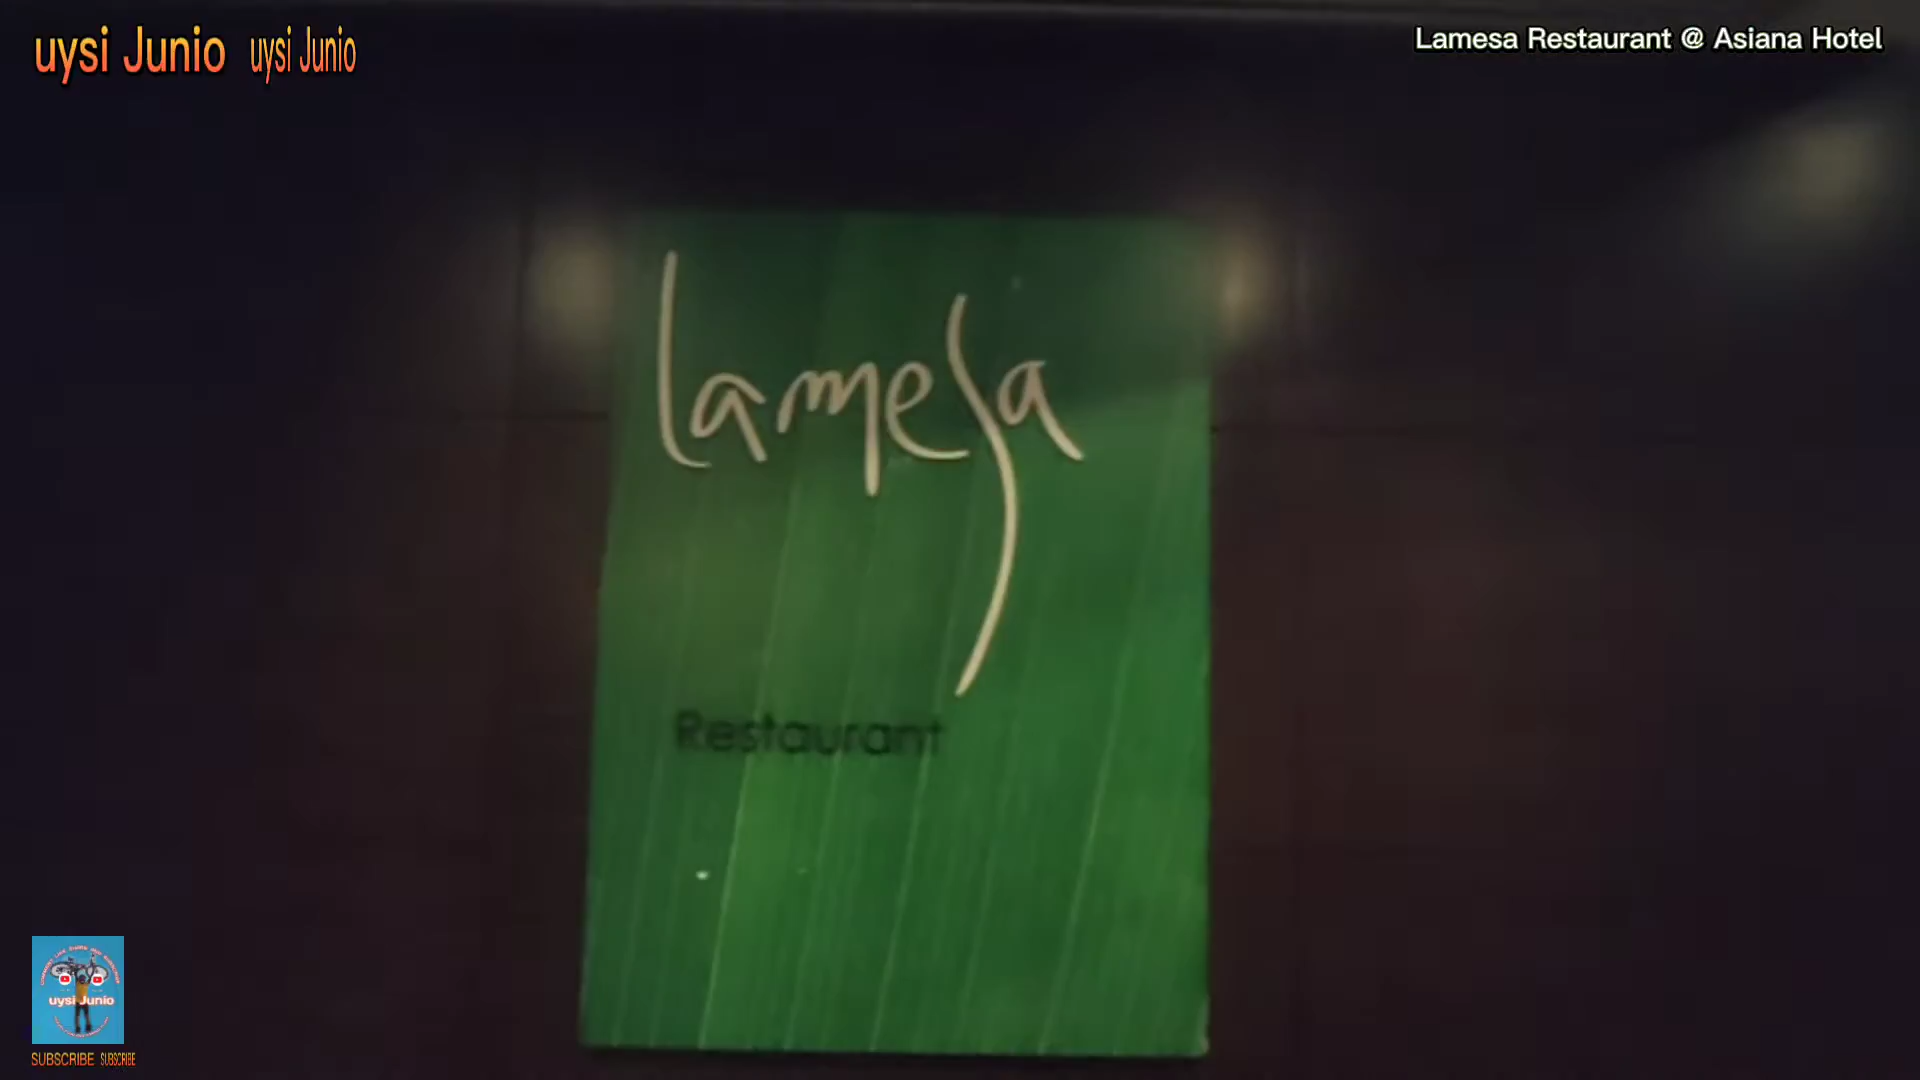 uysi Junio uysi Junio
Lamesa Restaurant @ Asiana Hotel
Lamesa
Restaurant
uysi Junio
SUBSCRIBE SUBSCRIBE